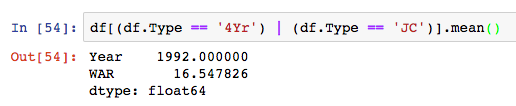 In [54]: df[(df.Type == '4Yr') | (df.Type == 'JC')].mean()
Out[54]: Year 1992.000000
WAR 16.547826
dtype: float64